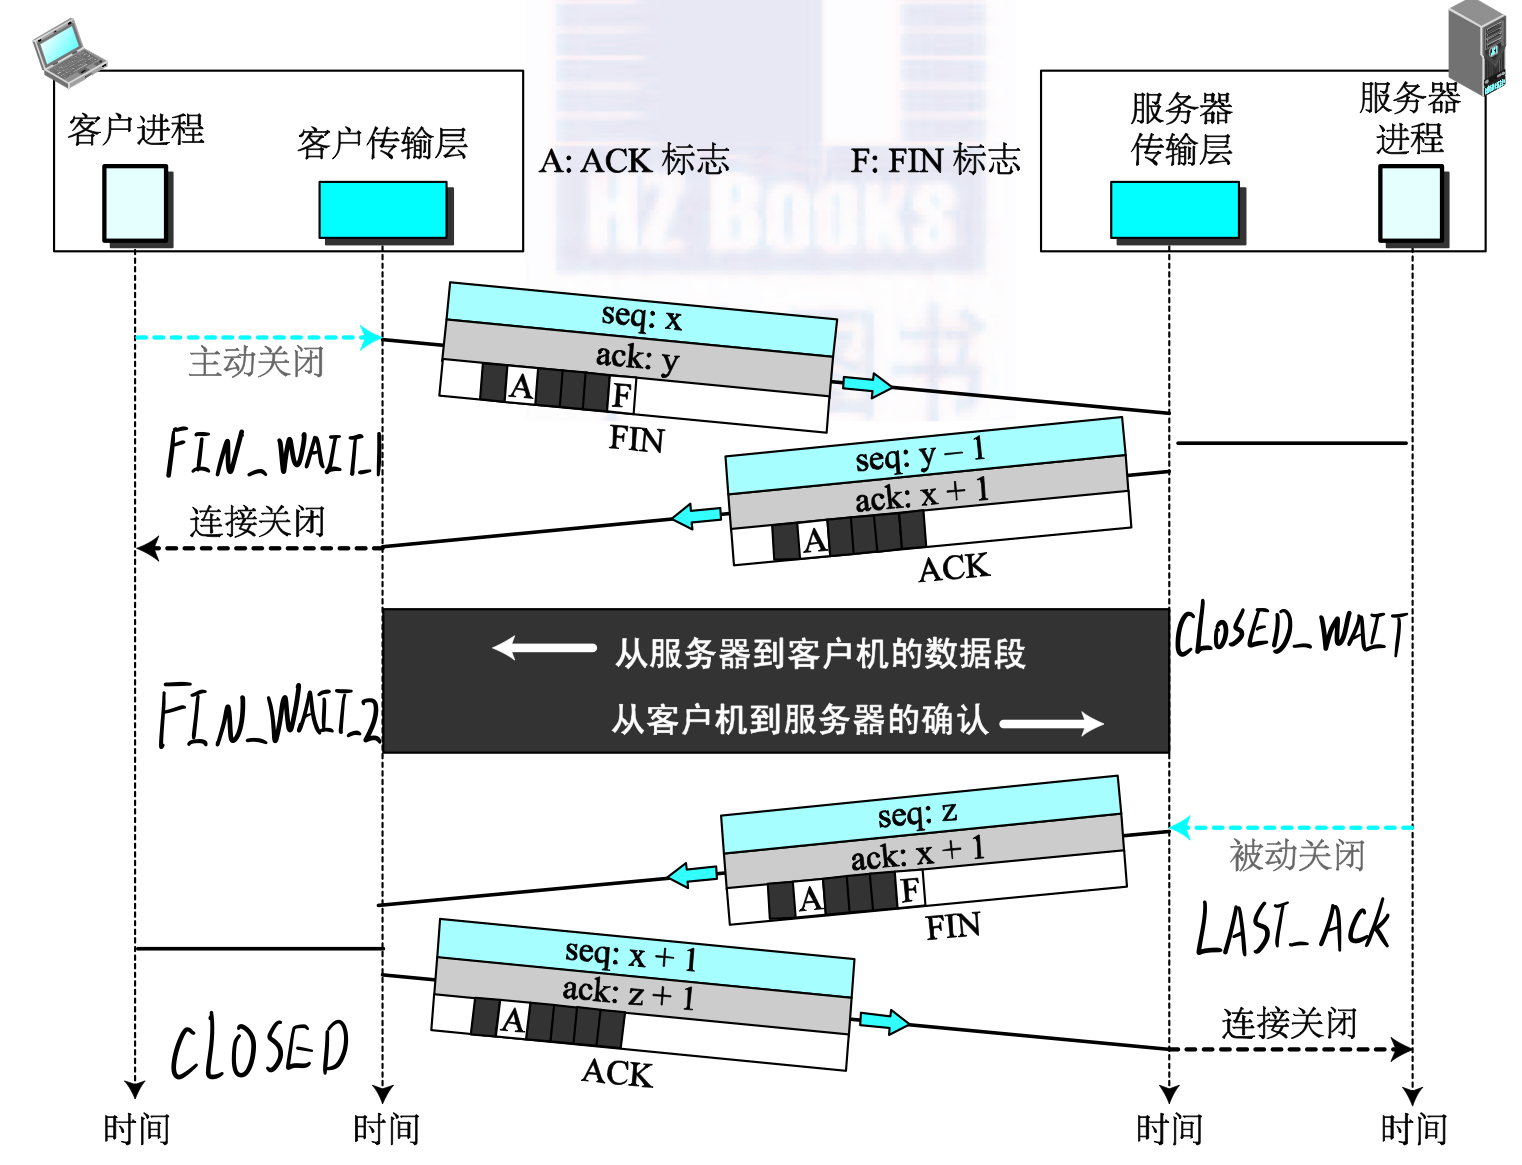 客户进程
客户传输层
A: ACK 标志
F: FIN 标志
服务器
传输层
服务器
进程
HZ BOOKS
图书
主动关闭
seq: x
ack: y
A
F
FIN
FIN_WAIT_1
seq: y – 1
ack: x + 1
A
ACK
连接关闭
从服务器到客户机的数据段
从客户机到服务器的确认
CLOSED_WAIT
FIN_WAIT_2
seq: z
ack: x + 1
A
F
FIN
被动关闭
LAST_ACK
seq: x + 1
ack: z + 1
A
ACK
连接关闭
CLOSED
时间
时间
时间
时间